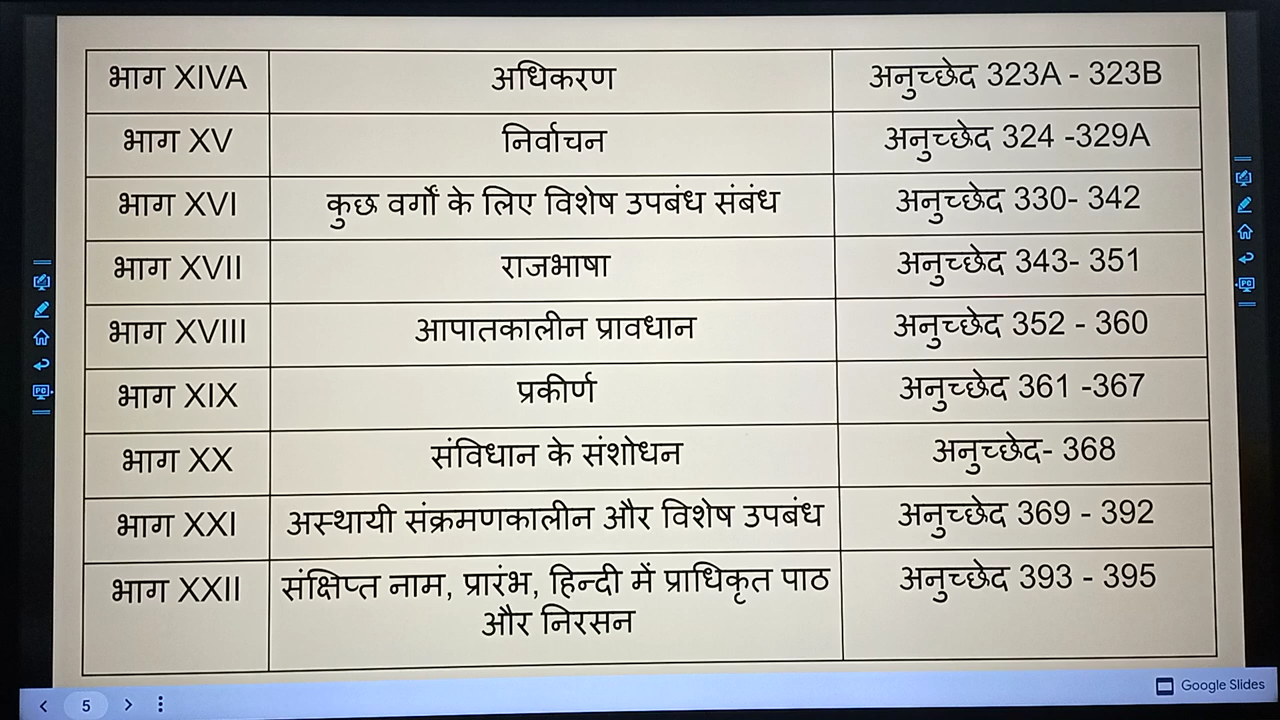 भाग XIVA अधिकरण अनुच्छेद 323A - 323B
भाग XV निर्वाचन अनुच्छेद 324 -329A
भाग XVI कुछ वर्गों के लिए विशेष उपबंध संबंध अनुच्छेद 330- 342
भाग XVII राजभाषा अनुच्छेद 343- 351
भाग XVIII आपातकालीन प्रावधान अनुच्छेद 352 - 360
भाग XIX प्रकीर्ण अनुच्छेद 361 -367
भाग XX संविधान के संशोधन अनुच्छेद- 368
भाग XXI अस्थायी संक्रमणकालीन और विशेष उपबंध अनुच्छेद 369 - 392
भाग XXII संक्षिप्त नाम, प्रारंभ, हिन्दी में प्राधिकृत पाठ अनुच्छेद 393 - 395
और निरसन
5
Google Slides